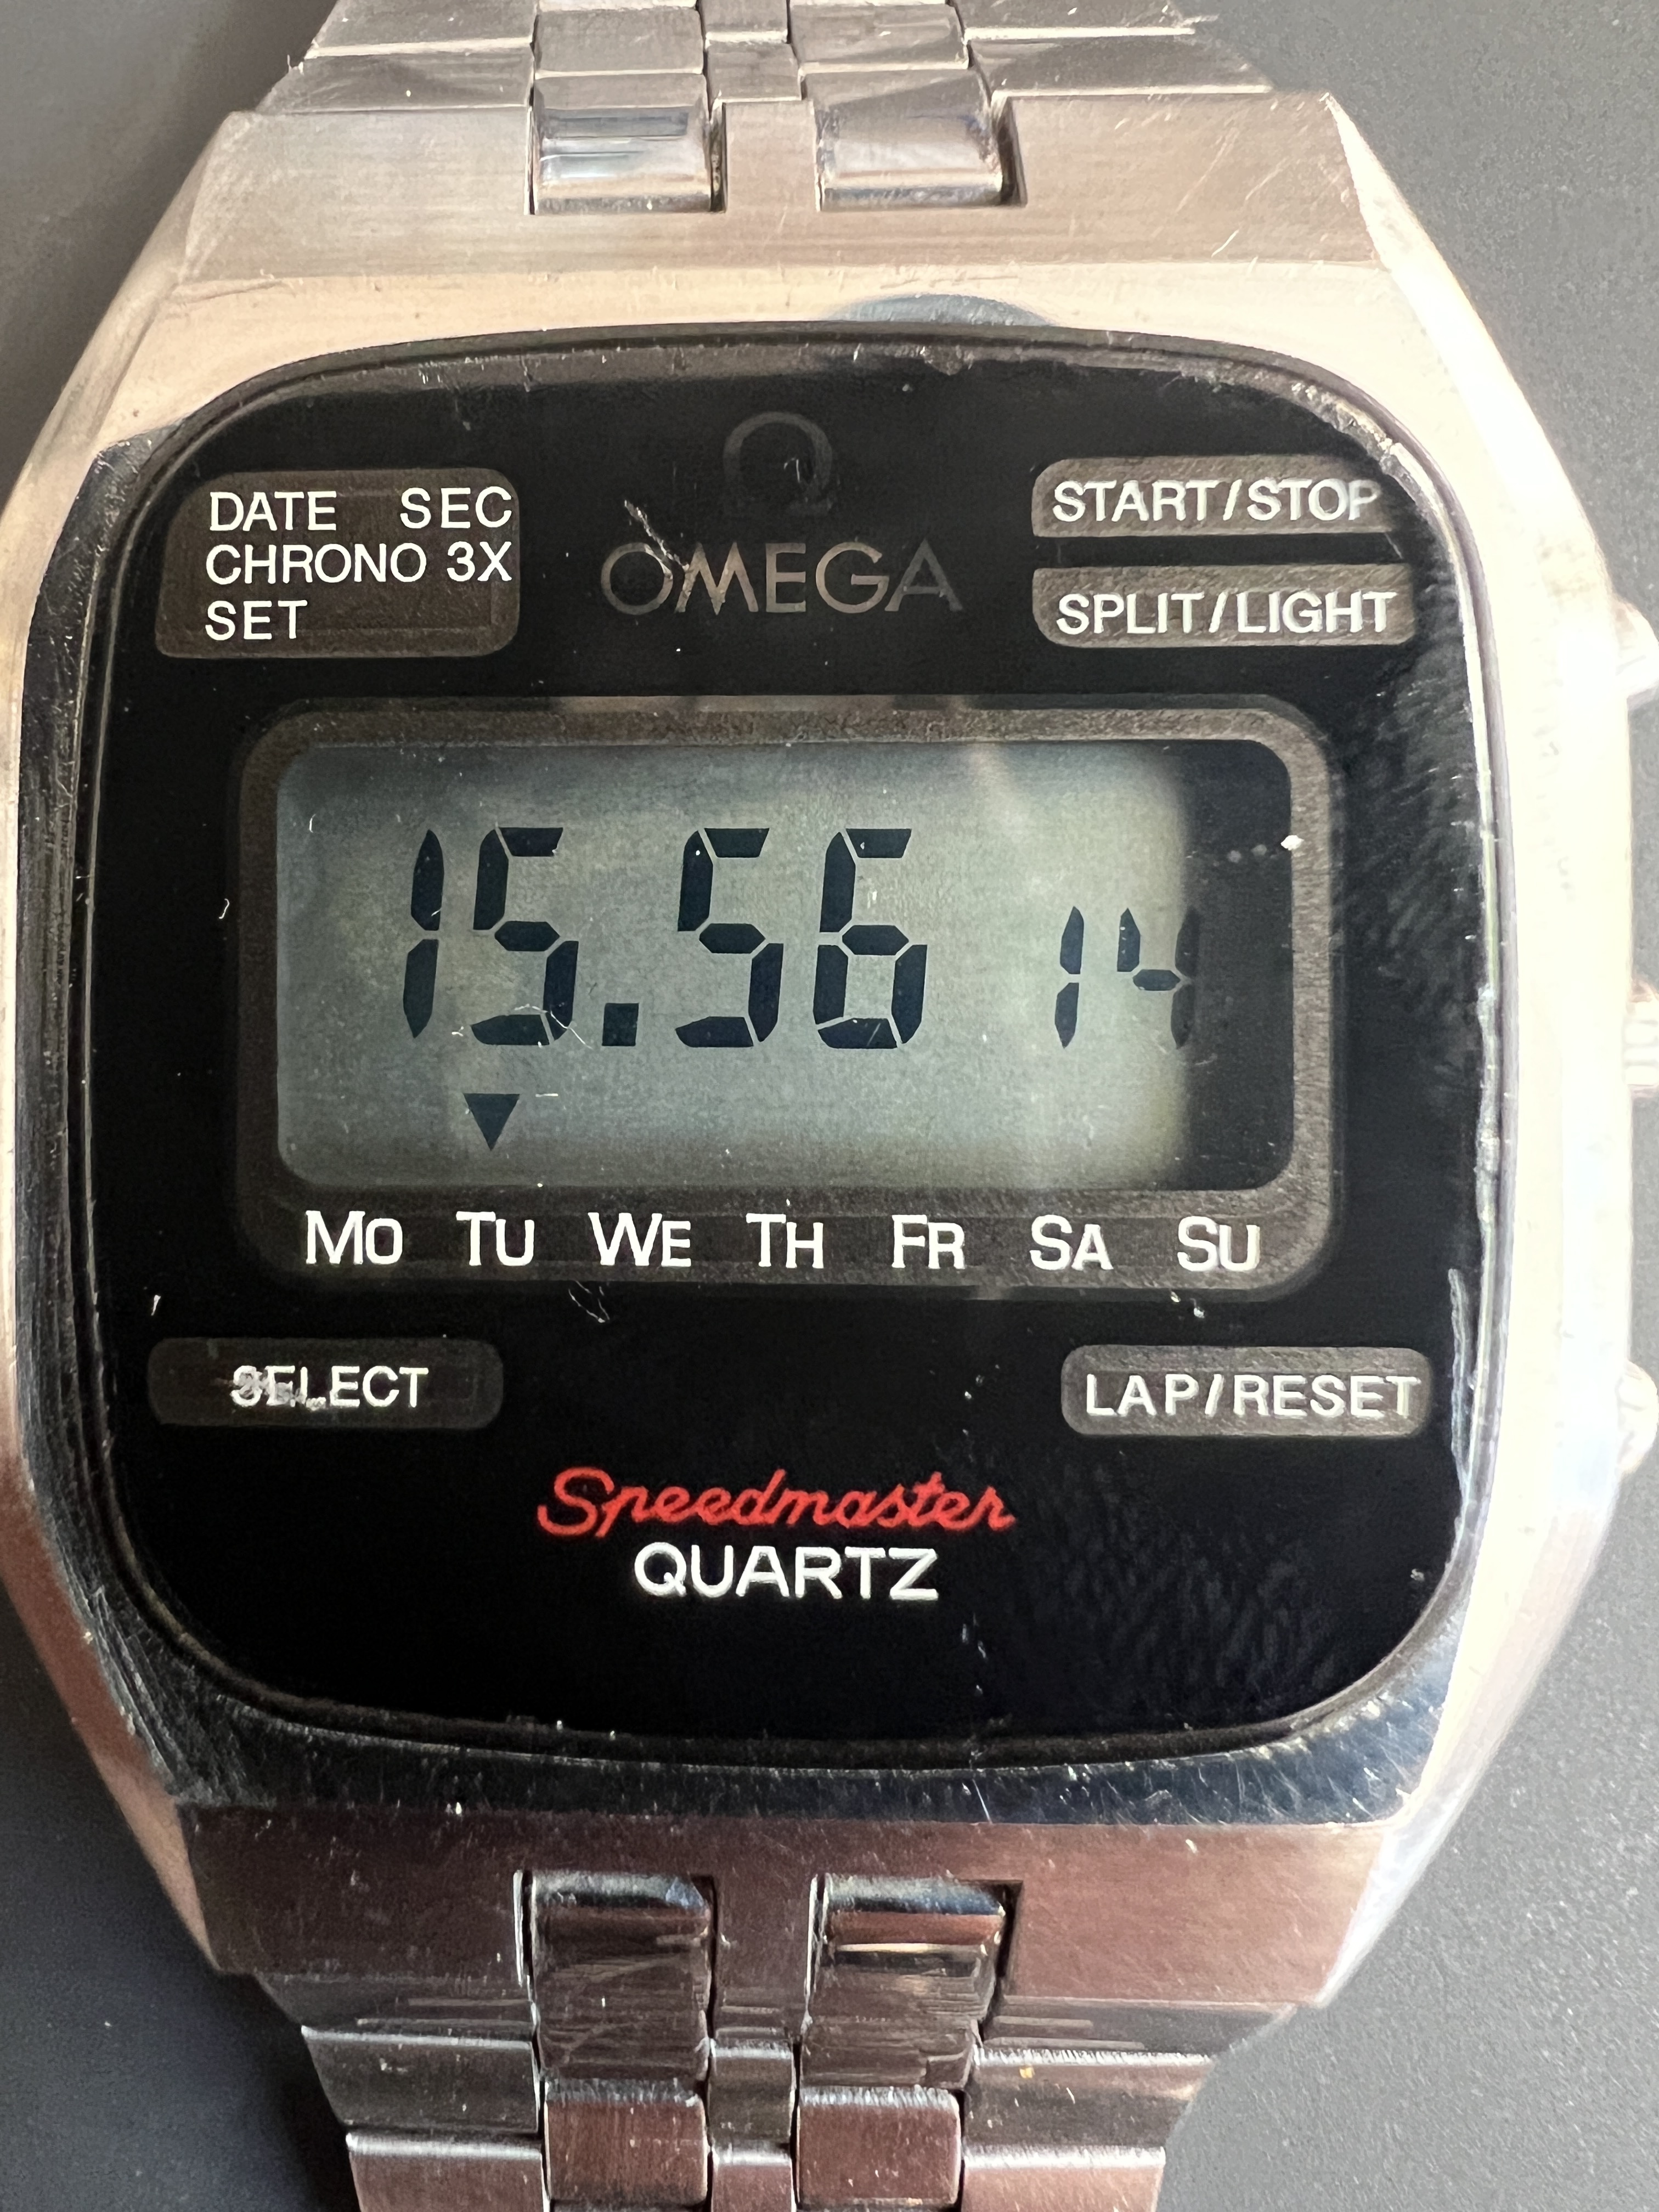 DATE SEC
CHRONO 3X
SET
Ω
OMEGA
START/STOP
SPLIT/LIGHT
15.56 14
MO TU WE TH FR SA SU
SELECT
LAP/RESET
Speedmaster
QUARTZ